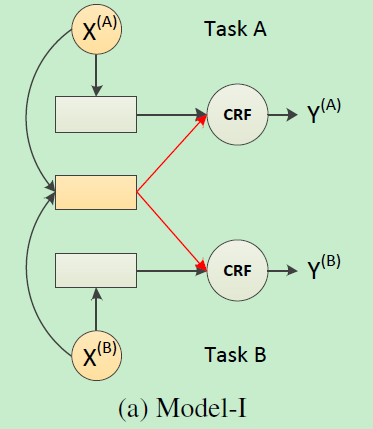 X(A)
Task A
CRF
Y(A)
CRF
Y(B)
X(B)
Task B
(a) Model-I